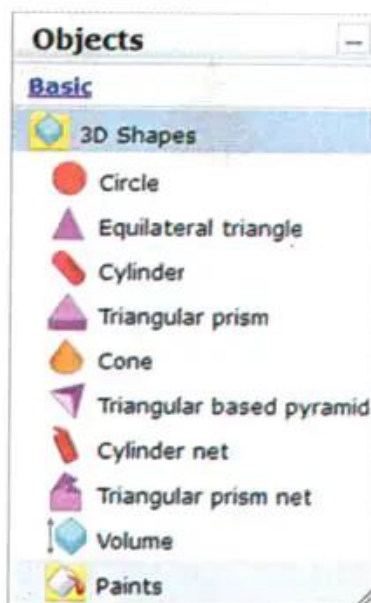 Objects
Basic
3D Shapes
Circle
Equilateral triangle
Cylinder
Triangular prism
Cone
Triangular based pyramid
Cylinder net
Triangular prism net
Volume
Paints